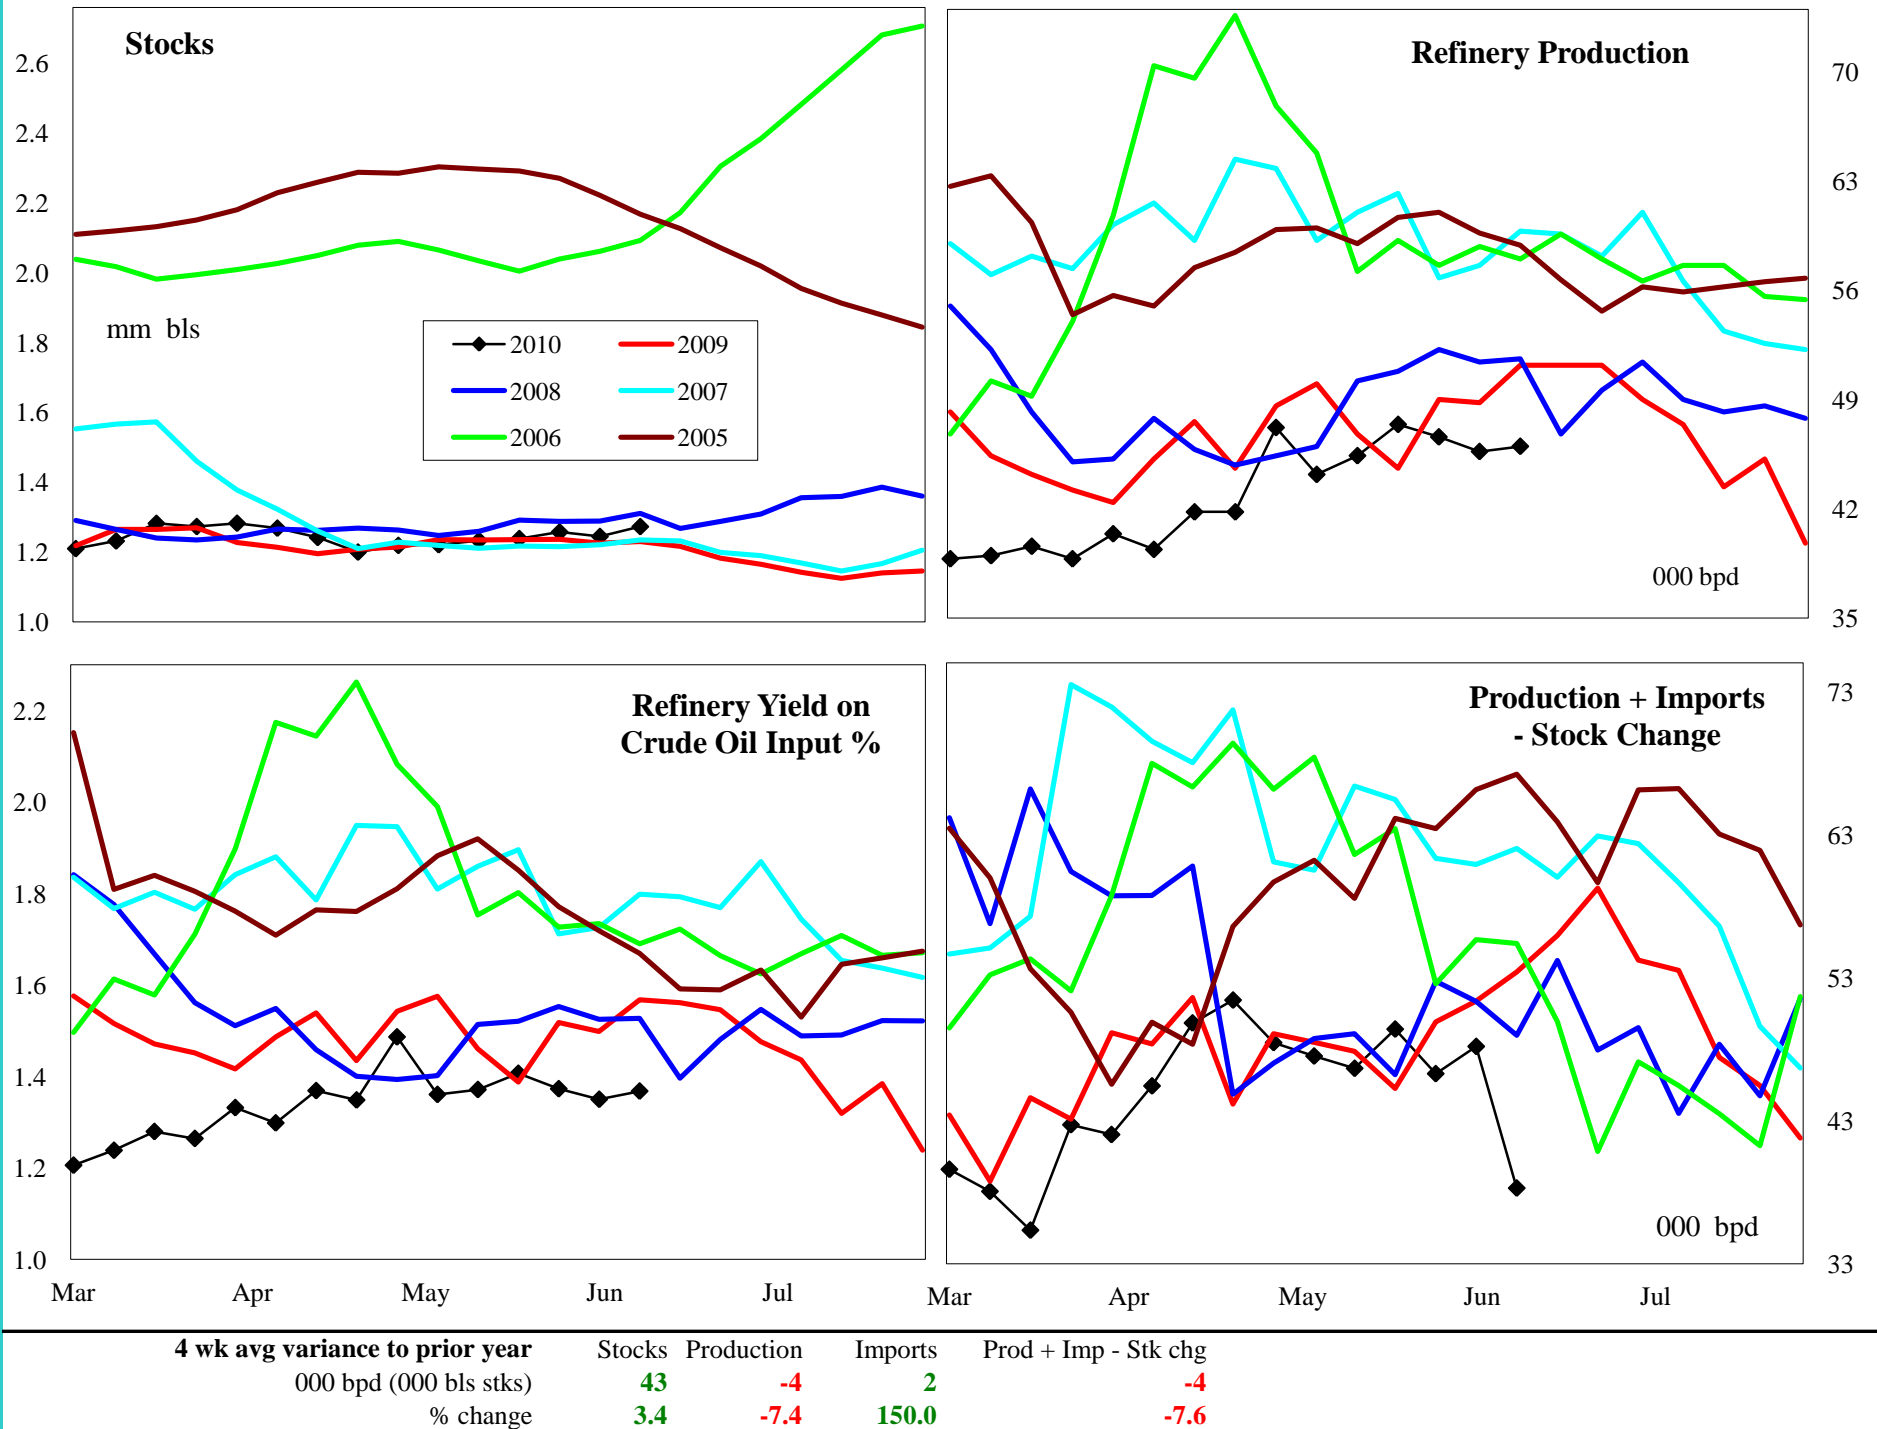 Stocks
2.6
2.4
2.2
2.0
1.8
1.6
1.4
1.2
1.0
mm bls
2010 2009
2008 2007
2006 2005
Refinery Production
70
63
56
49
42
35
000 bpd
Refinery Yield on
Crude Oil Input %
2.2
2.0
1.8
1.6
1.4
1.2
1.0
Mar Apr May Jun Jul
Production + Imports
- Stock Change
73
63
53
43
33
000 bpd
Mar Apr May Jun Jul
4 wk avg variance to prior year Stocks Production Imports Prod + Imp - Stk chg
000 bpd (000 bls stks) 43 -4 2 -4
% change 3.4 -7.4 150.0 -7.6